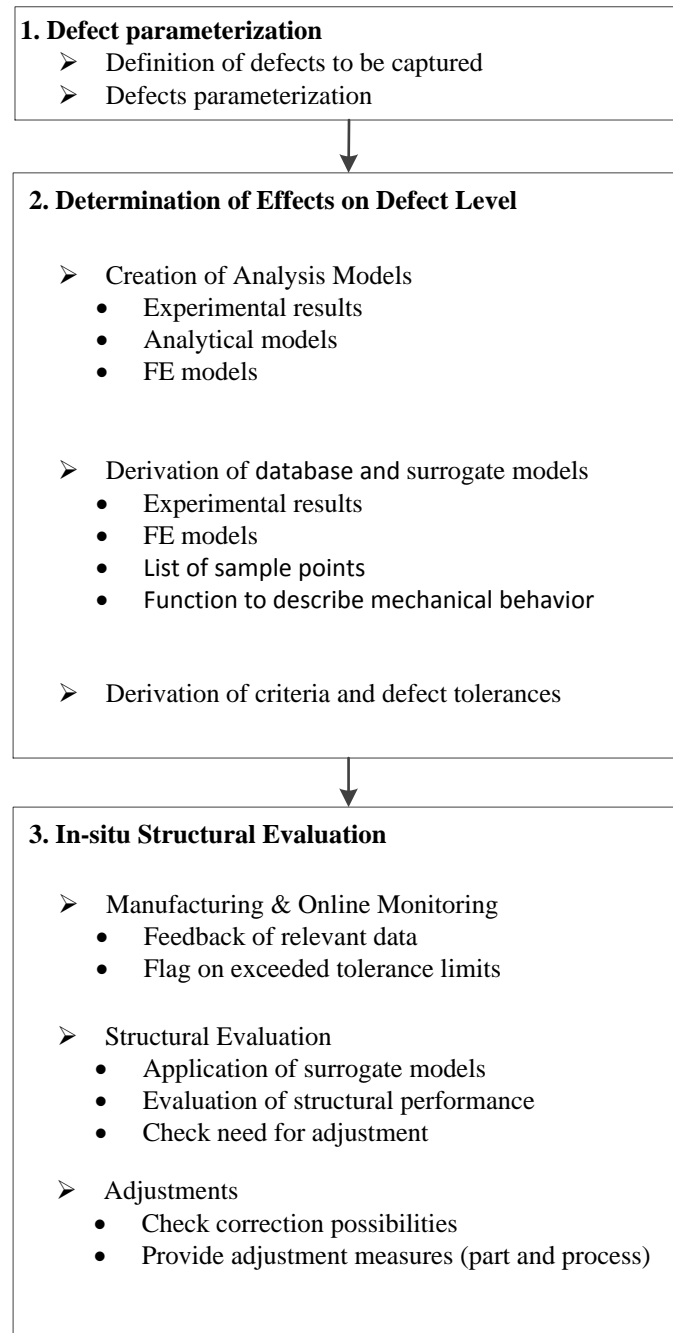 1. Defect parameterization
➢ Definition of defects to be captured
➢ Defects parameterization
2. Determination of Effects on Defect Level
➢ Creation of Analysis Models
• Experimental results
• Analytical models
• FE models
➢ Derivation of database and surrogate models
• Experimental results
• FE models
• List of sample points
• Function to describe mechanical behavior
➢ Derivation of criteria and defect tolerances
3. In-situ Structural Evaluation
➢ Manufacturing & Online Monitoring
• Feedback of relevant data
• Flag on exceeded tolerance limits
➢ Structural Evaluation
• Application of surrogate models
• Evaluation of structural performance
• Check need for adjustment
➢ Adjustments
• Check correction possibilities
• Provide adjustment measures (part and process)